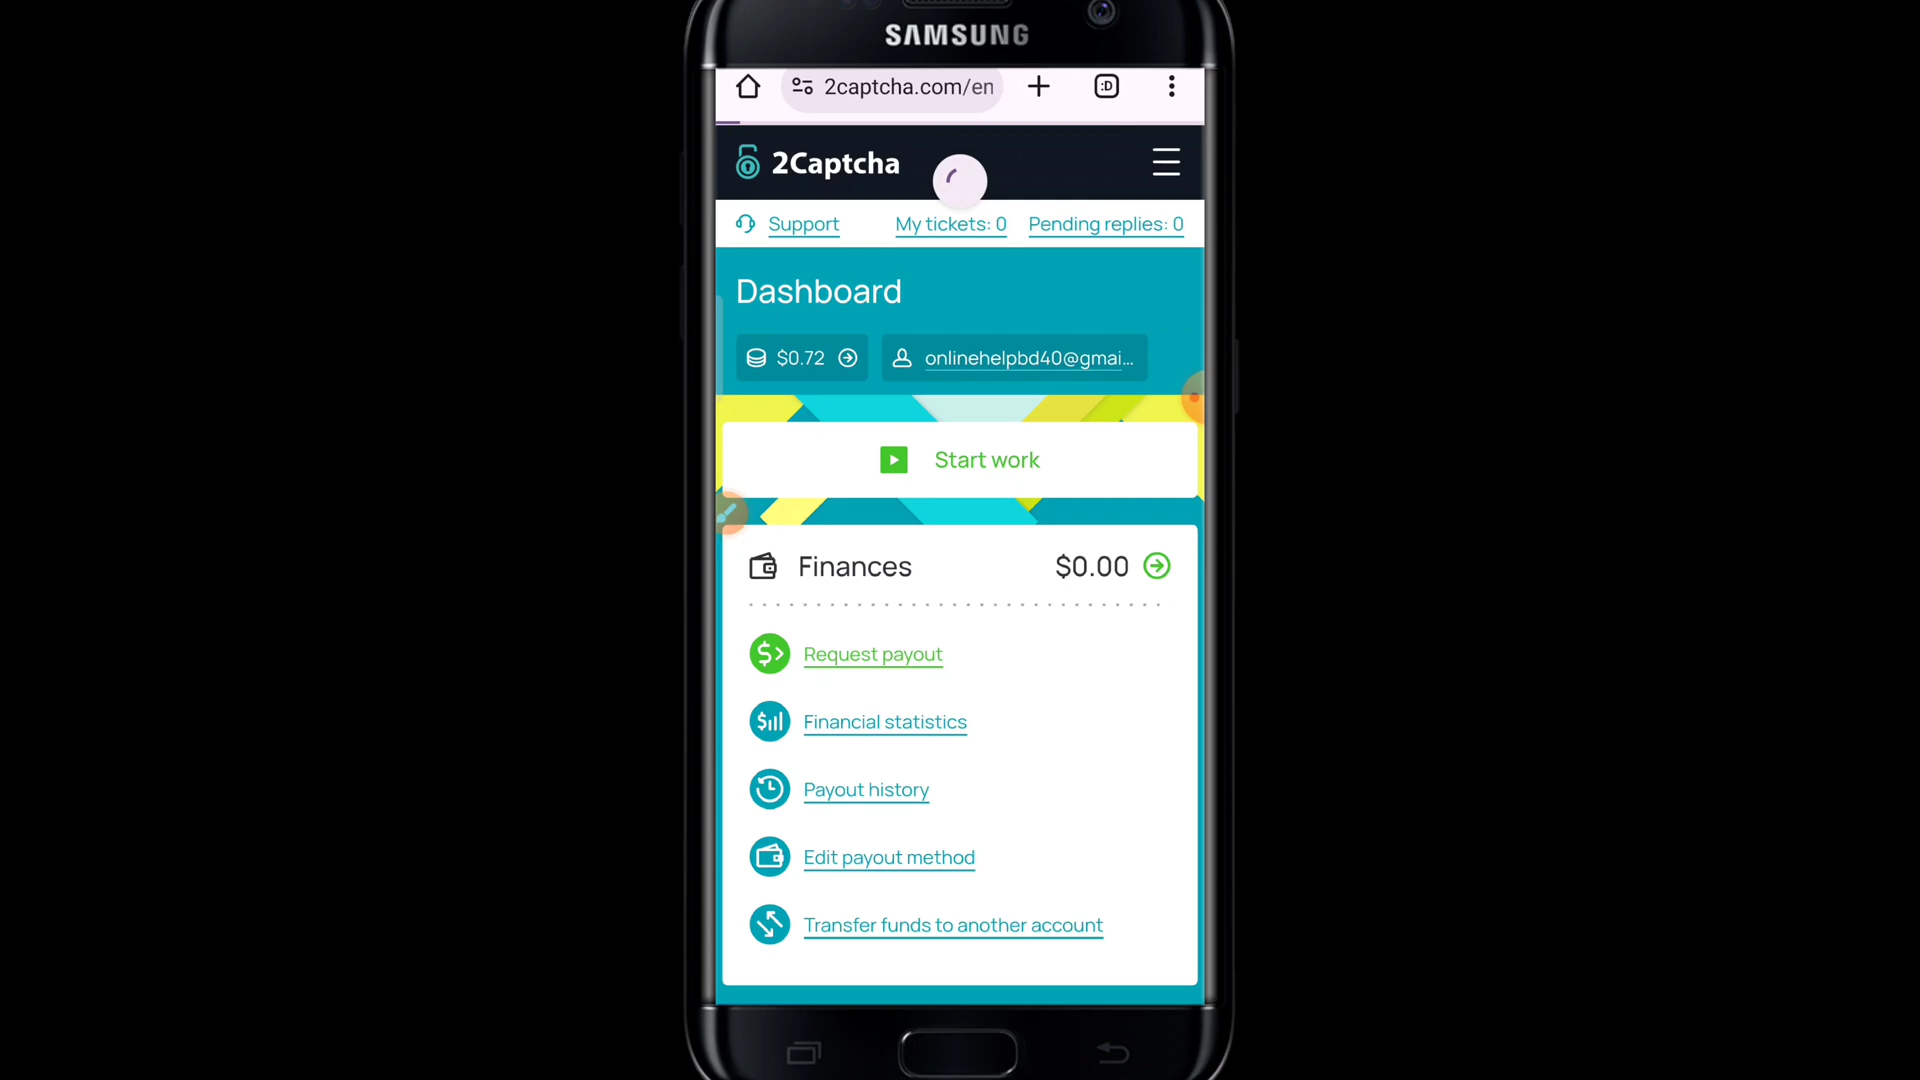 SAMSUNG
2captcha.com/en
:D
2Captcha
Support My tickets: 0 Pending replies: 0
Dashboard
$0.72 onlinehelpbd40@gmai...
Start work
Finances $0.00
Request payout
Financial statistics
Payout history
Edit payout method
Transfer funds to another account